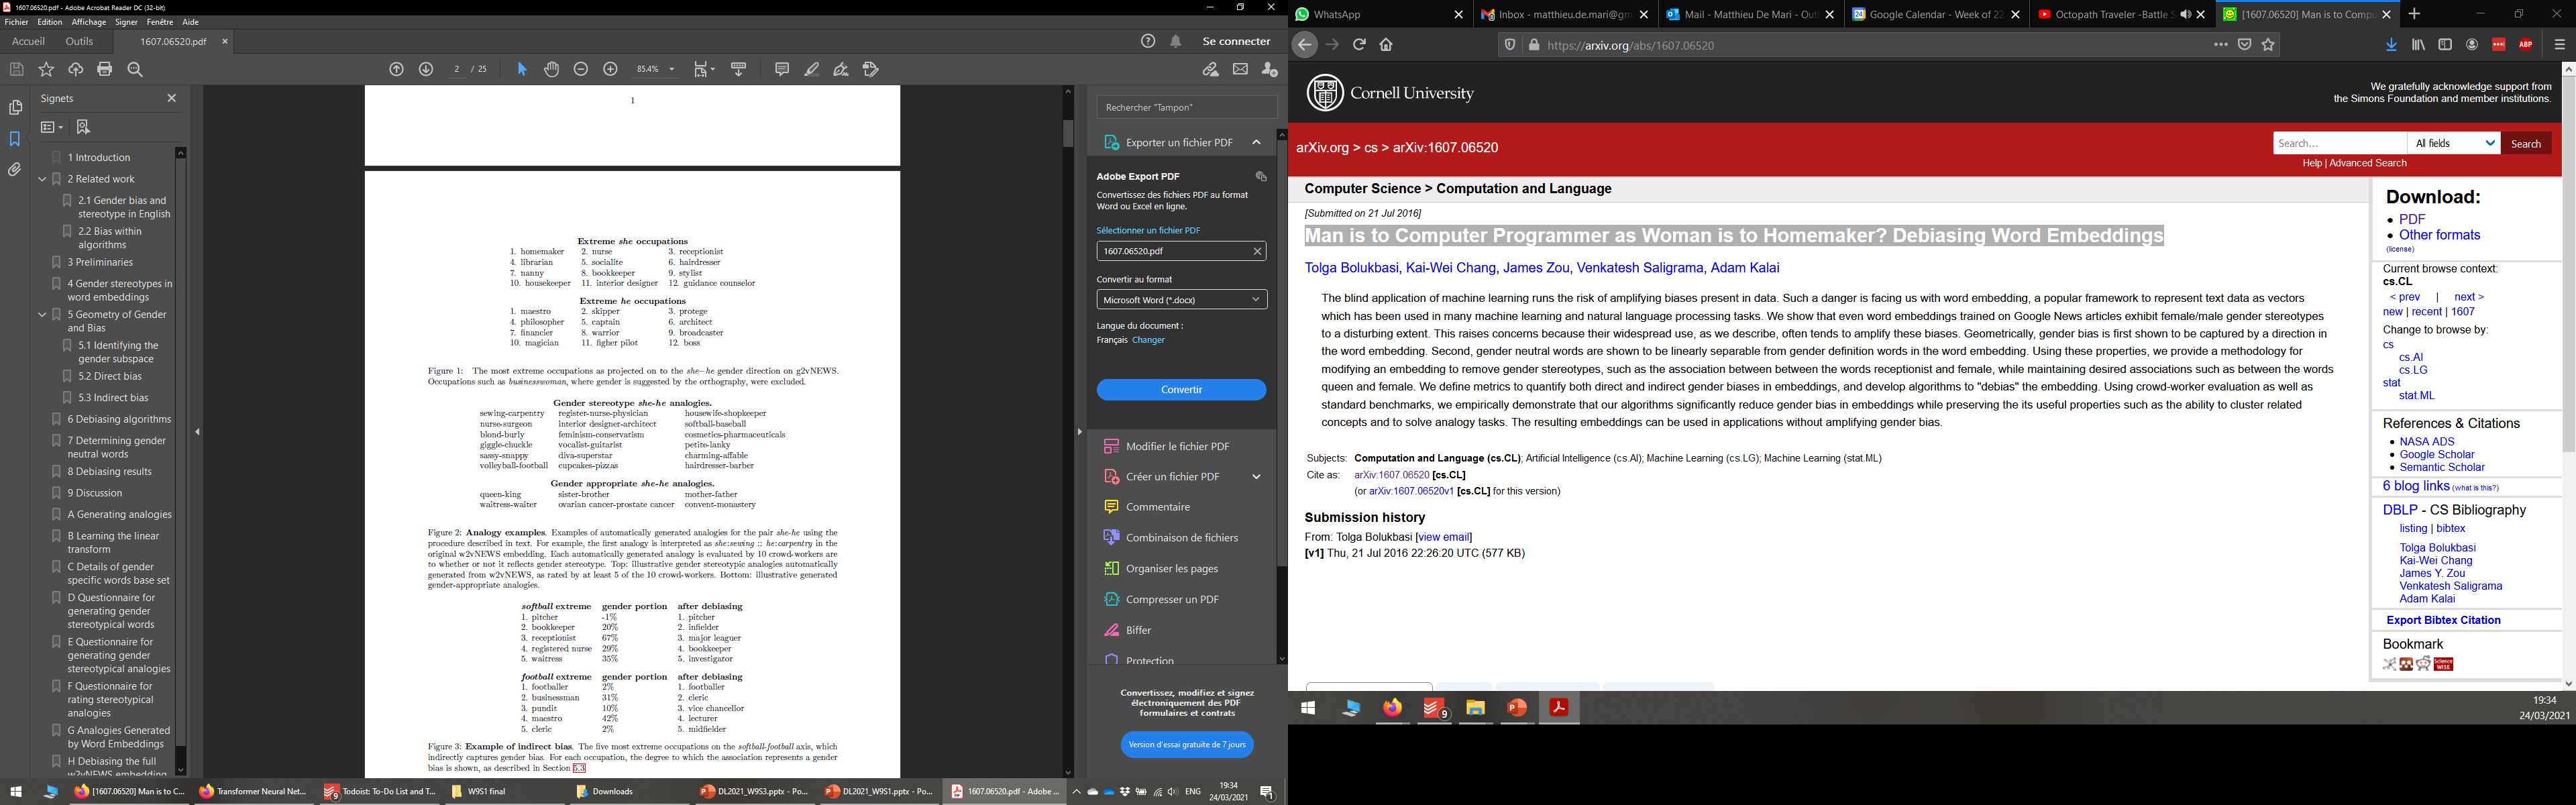 1607.06520.pdf - Adobe Acrobat Reader DC (32-bit)
Fichier Edition Affichage Signer Fenêtre Aide
Accueil Outils 1607.06520.pdf Se connecter
2 / 25 85.4%
Signets
1 Introduction
2 Related work
2.1 Gender bias and
stereotype in English
2.2 Bias within
algorithms
3 Preliminaries
4 Gender stereotypes in
word embeddings
5 Geometry of Gender
and Bias
5.1 Identifying the
gender subspace
5.2 Direct bias
5.3 Indirect bias
6 Debiasing algorithms
7 Determining gender
neutral words
8 Debiasing results
9 Discussion
A Generating analogies
B Learning the linear
transform
C Details of gender
specific words base set
D Questionnaire for
generating gender
stereotypical words
E Questionnaire for
generating gender
stereotypical analogies
F Questionnaire for
rating stereotypical
analogies
G Analogies Generated
by Word Embeddings
H Debiasing the full
w2vNEWS embedding
1
Extreme she occupations
1. homemaker 2. nurse 3. receptionist
4. librarian 5. socialite 6. hairdresser
7. nanny 8. bookkeeper 9. stylist
10. housekeeper 11. interior designer 12. guidance counselor
Extreme he occupations
1. maestro 2. skipper 3. protege
4. philosopher 5. captain 6. architect
7. financier 8. warrior 9. broadcaster
10. magician 11. figher pilot 12. boss
Figure 1: The most extreme occupations as projected on to the she−he gender direction on g2vNEWS.
Occupations such as businesswoman, where gender is suggested by the orthography, were excluded.
Gender stereotype she-he analogies.
sewing-carpentry register-nurse-physician housewife-shopkeeper
nurse-surgeon interior designer-architect softball-baseball
blond-burly feminism-conservatism cosmetics-pharmaceuticals
giggle-chuckle vocalist-guitarist petite-lanky
sassy-snappy diva-superstar charming-affable
volleyball-football cupcakes-pizzas hairdresser-barber
Gender appropriate she-he analogies.
queen-king sister-brother mother-father
waitress-waiter ovarian cancer-prostate cancer convent-monastery
Figure 2: Analogy examples. Examples of automatically generated analogies for the pair she-he using the
procedure described in text. For example, the first analogy is interpreted as she:sewing :: he:carpentry in the
original w2vNEWS embedding. Each automatically generated analogy is evaluated by 10 crowd-workers are
to whether or not it reflects gender stereotype. Top: illustrative gender stereotypic analogies automatically
generated from w2vNEWS, as rated by at least 5 of the 10 crowd-workers. Bottom: illustrative generated
gender-appropriate analogies.
softball extreme gender portion after debiasing
1. pitcher -1% 1. pitcher
2. bookkeeper 20% 2. infielder
3. receptionist 67% 3. major leaguer
4. registered nurse 29% 4. bookkeeper
5. waitress 35% 5. investigator
football extreme gender portion after debiasing
1. footballer 2% 1. footballer
2. businessman 31% 2. cleric
3. pundit 10% 3. vice chancellor
4. maestro 42% 4. lecturer
5. cleric 2% 5. midfielder
Figure 3: Example of indirect bias. The five most extreme occupations on the softball-football axis, which
indirectly captures gender bias. For each occupation, the degree to which the association represents a gender
bias is shown, as described in Section 5.3.
Rechercher "Tampon"
Exporter un fichier PDF
Adobe Export PDF
Convertissez des fichiers PDF au format
Word ou Excel en ligne.
Sélectionner un fichier PDF
1607.06520.pdf
Convertir au format
Microsoft Word (*.docx)
Langue du document :
Français Changer
Convertir
Modifier le fichier PDF
Créer un fichier PDF
Commentaire
Combinaison de fichiers
Organiser les pages
Compresser un PDF
Biffer
Protection
Convertissez, modifiez et signez
électroniquement des PDF
formulaires et contrats
Version d'essai gratuite de 7 jours
[1607.06520] Man is to C... Transformer Neural Net... Todoist: To-Do List and T... W9S1 final Downloads DL2021_W9S3.pptx - Po... DL2021_W9S1.pptx - Po... 1607.06520.pdf - Adobe ... ENG 19:34
24/03/2021
WhatsApp Inbox - matthieu.de.mari@gm Mail - Matthieu De Mari - Out Google Calendar - Week of 22 Octopath Traveler -Battle S [1607.06520] Man is to Compu
https://arxiv.org/abs/1607.06520 ABP
Cornell University
We gratefully acknowledge support from
the Simons Foundation and member institutions.
arXiv.org > cs > arXiv:1607.06520
Search... All fields Search
Help | Advanced Search
Computer Science > Computation and Language
[Submitted on 21 Jul 2016]
Man is to Computer Programmer as Woman is to Homemaker? Debiasing Word Embeddings
Tolga Bolukbasi, Kai-Wei Chang, James Zou, Venkatesh Saligrama, Adam Kalai
The blind application of machine learning runs the risk of amplifying biases present in data. Such a danger is facing us with word embedding, a popular framework to represent text data as vectors
which has been used in many machine learning and natural language processing tasks. We show that even word embeddings trained on Google News articles exhibit female/male gender stereotypes
to a disturbing extent. This raises concerns because their widespread use, as we describe, often tends to amplify these biases. Geometrically, gender bias is first shown to be captured by a direction in
the word embedding. Second, gender neutral words are shown to be linearly separable from gender definition words in the word embedding. Using these properties, we provide a methodology for
modifying an embedding to remove gender stereotypes, such as the association between between the words receptionist and female, while maintaining desired associations such as between the words
queen and female. We define metrics to quantify both direct and indirect gender biases in embeddings, and develop algorithms to "debias" the embedding. Using crowd-worker evaluation as well as
standard benchmarks, we empirically demonstrate that our algorithms significantly reduce gender bias in embeddings while preserving the its useful properties such as the ability to cluster related
concepts and to solve analogy tasks. The resulting embeddings can be used in applications without amplifying gender bias.
Subjects: Computation and Language (cs.CL); Artificial Intelligence (cs.AI); Machine Learning (cs.LG); Machine Learning (stat.ML)
Cite as: arXiv:1607.06520 [cs.CL]
(or arXiv:1607.06520v1 [cs.CL] for this version)
Submission history
From: Tolga Bolukbasi [view email]
[v1] Thu, 21 Jul 2016 22:26:20 UTC (577 KB)
Download:
PDF
Other formats
(license)
Current browse context:
cs.CL
< prev | next >
new | recent | 1607
Change to browse by:
cs
cs.AI
cs.LG
stat
stat.ML
References & Citations
NASA ADS
Google Scholar
Semantic Scholar
6 blog links (what is this?)
DBLP - CS Bibliography
listing | bibtex
Tolga Bolukbasi
Kai-Wei Chang
James Y. Zou
Venkatesh Saligrama
Adam Kalai
Export Bibtex Citation
Bookmark
19:34
24/03/2021